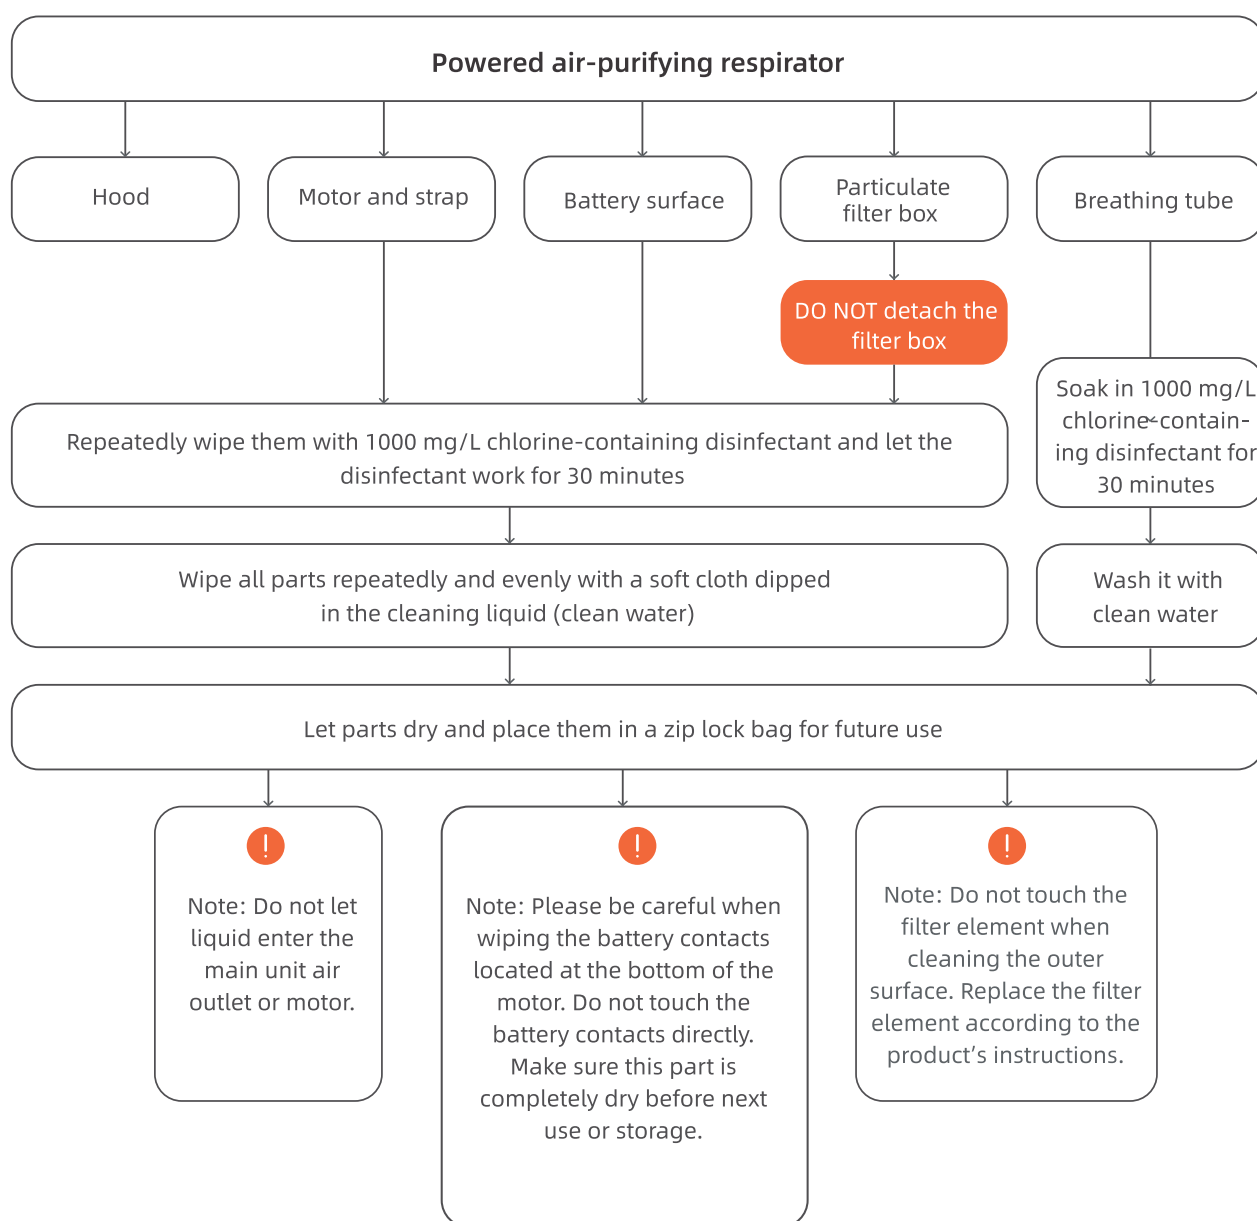 Powered air-purifying respirator
Hood
Motor and strap
Battery surface
Particulate
filter box
Breathing tube
DO NOT detach the
filter box
Repeatedly wipe them with 1000 mg/L chlorine-containing disinfectant and let the
disinfectant work for 30 minutes
Soak in 1000 mg/L
chlorine-contain-
ing disinfectant for
30 minutes
Wipe all parts repeatedly and evenly with a soft cloth dipped
in the cleaning liquid (clean water)
Wash it with
clean water
Let parts dry and place them in a zip lock bag for future use
!
Note: Do not let
liquid enter the
main unit air
outlet or motor.
!
Note: Please be careful when
wiping the battery contacts
located at the bottom of the
motor. Do not touch the
battery contacts directly.
Make sure this part is
completely dry before next
use or storage.
!
Note: Do not touch the
filter element when
cleaning the outer
surface. Replace the filter
element according to the
product’s instructions.